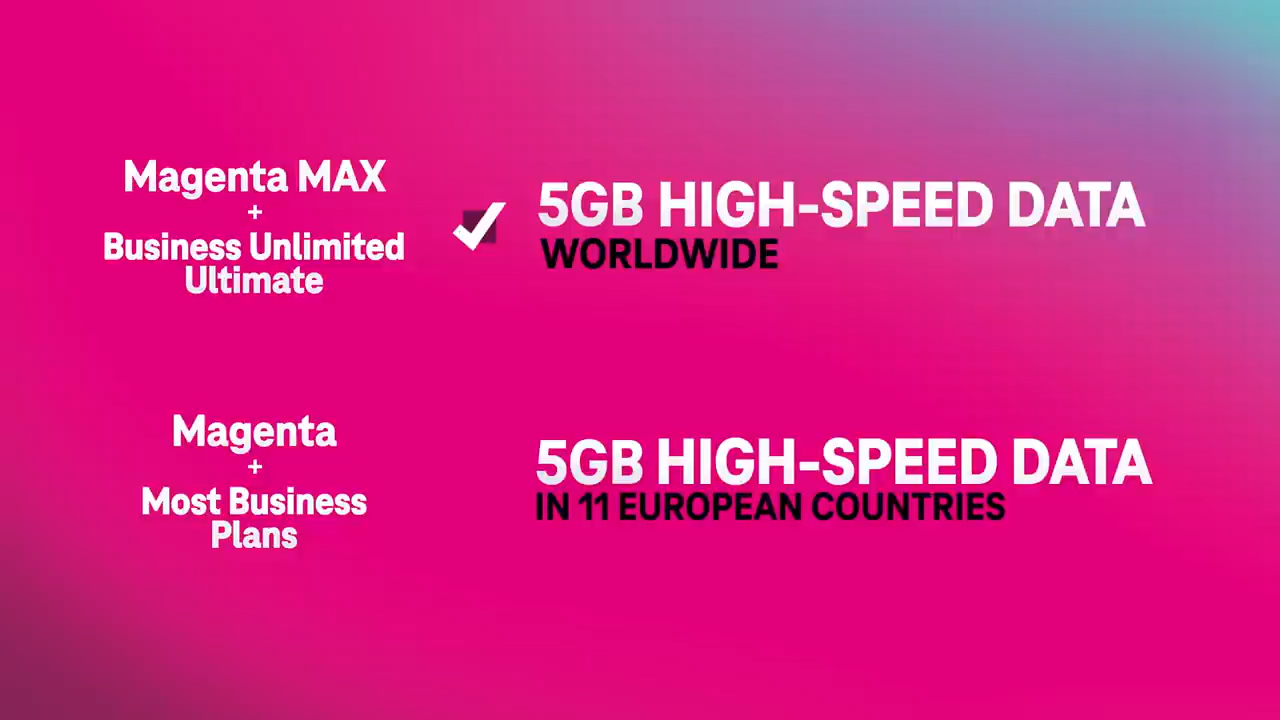 Magenta MAX
+
Business Unlimited
Ultimate
5GB HIGH-SPEED DATA
WORLDWIDE
Magenta
+
Most Business
Plans
5GB HIGH-SPEED DATA
IN 11 EUROPEAN COUNTRIES